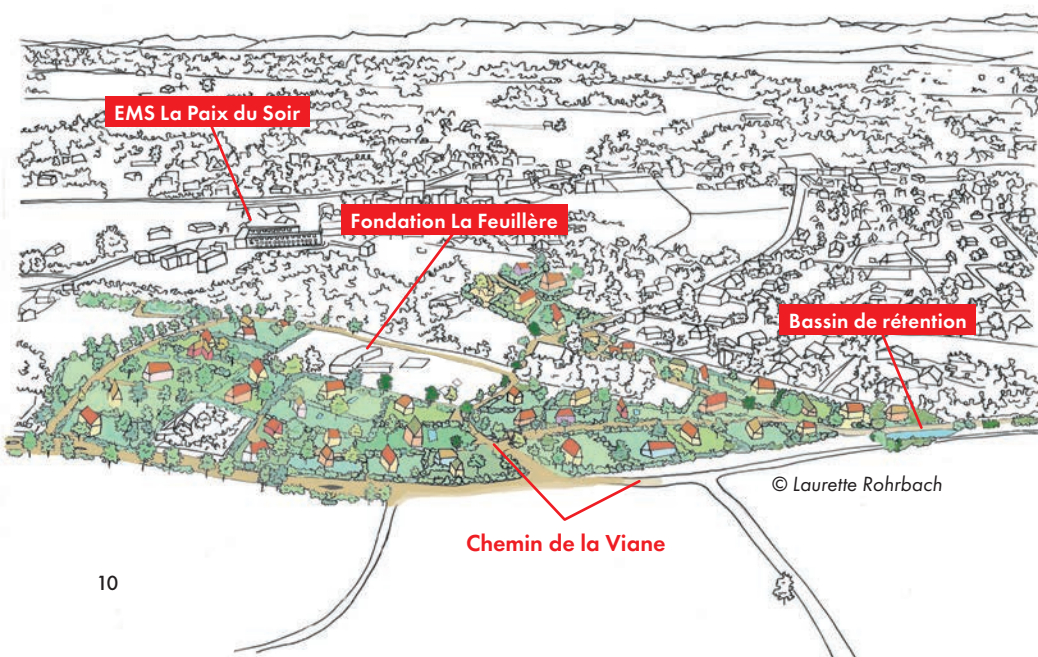 EMS La Paix du Soir
Fondation La Feuillère
Bassin de rétention
© Laurette Rohrbach
Chemin de la Viane
10